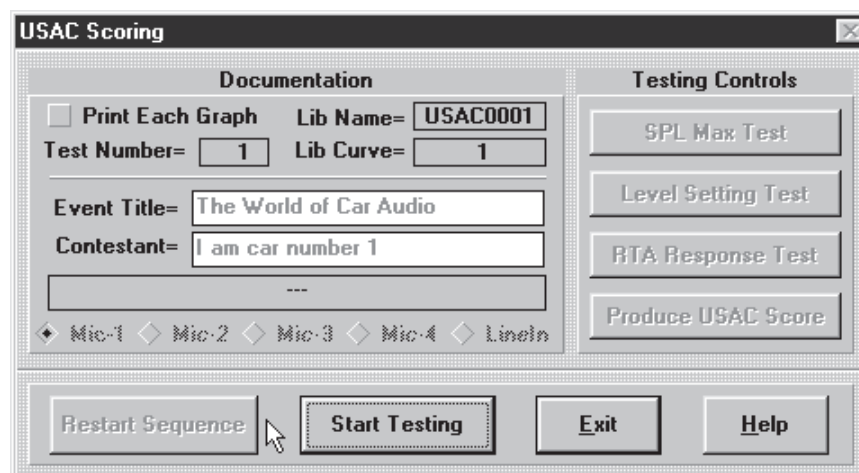 USAC Scoring
Documentation
Print Each Graph Lib Name= USAC0001
Test Number= 1 Lib Curve= 1
Event Title= The World of Car Audio
Contestant= I am car number 1
---
Mic-1 Mic-2 Mic-3 Mic-4 LineIn
Testing Controls
SPL Max Test
Level Setting Test
RTA Response Test
Produce USAC Score
Restart Sequence Start Testing Exit Help